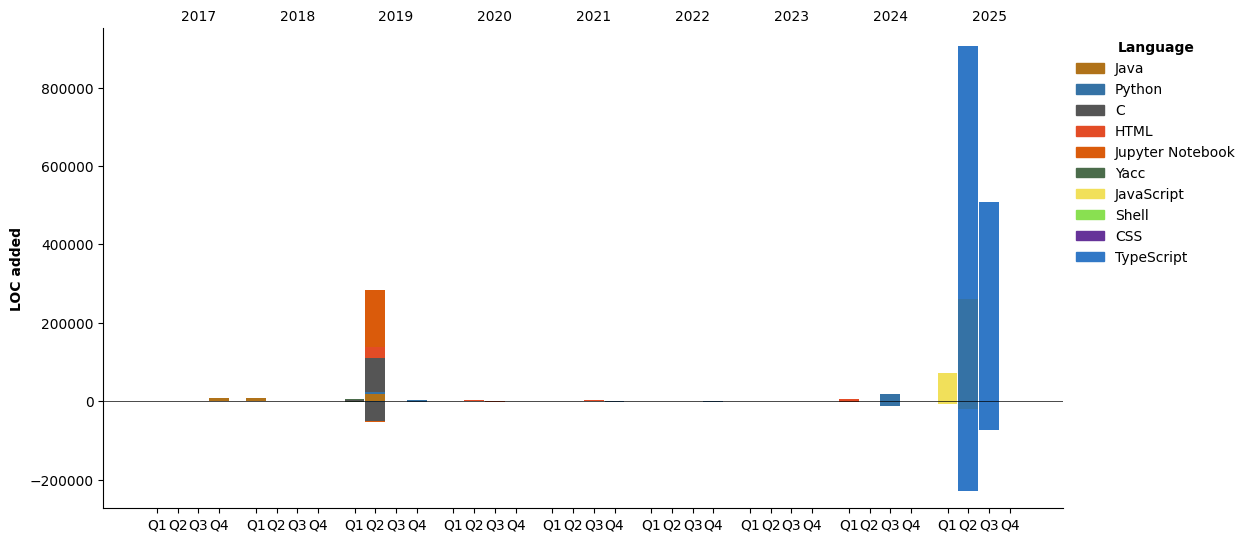 2017 2018 2019 2020 2021 2022 2023 2024 2025
Language
Java
Python
C
HTML
Jupyter Notebook
Yacc
JavaScript
Shell
CSS
TypeScript
LOC added
800000
600000
400000
200000
0
−200000
Q1 Q2 Q3 Q4 Q1 Q2 Q3 Q4 Q1 Q2 Q3 Q4 Q1 Q2 Q3 Q4 Q1 Q2 Q3 Q4 Q1 Q2 Q3 Q4 Q1 Q2 Q3 Q4 Q1 Q2 Q3 Q4 Q1 Q2 Q3 Q4